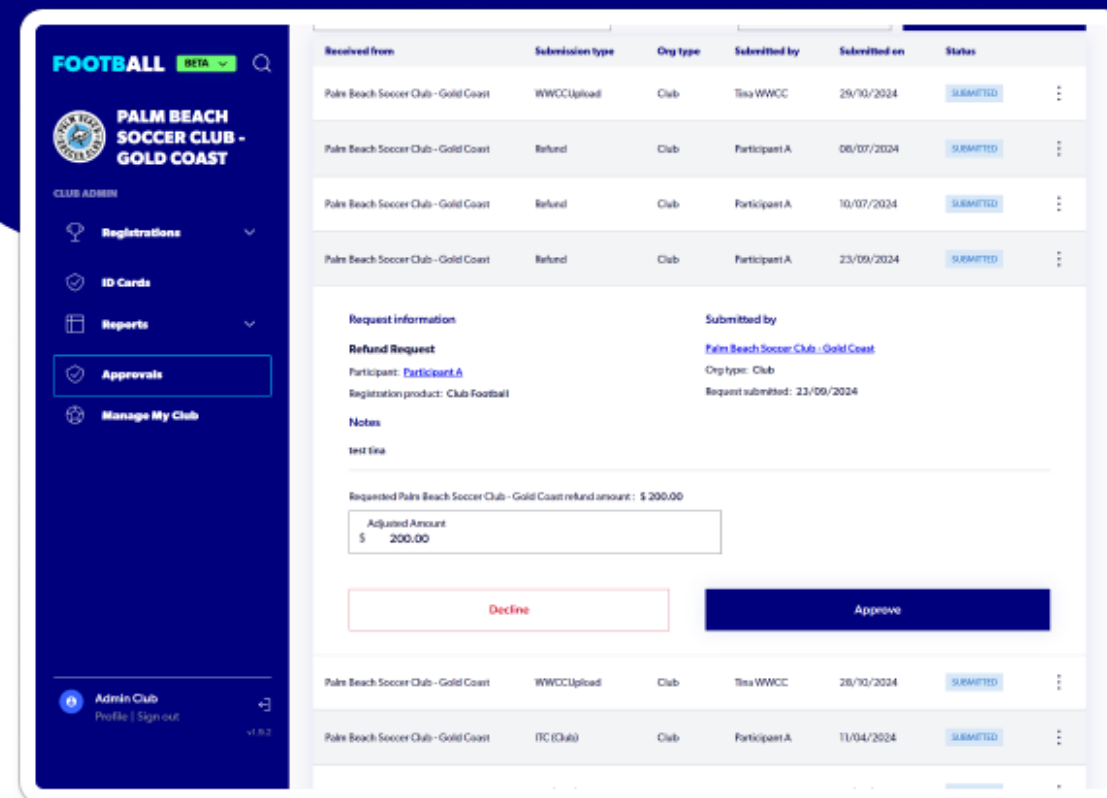 FOOTBALL BETA
PALM BEACH
SOCCER CLUB -
GOLD COAST
CLUB ADMIN
Registrations
ID Cards
Reports
Approvals
Manage My Club
Admin Club
Profile | Sign out
v1.9.2
Received from Submission type Org type Submitted by Submitted on Status
Palm Beach Soccer Club - Gold Coast WWCCUpload Club Tina WWCC 29/10/2024 SUBMITTED
Palm Beach Soccer Club - Gold Coast Refund Club Participant A 08/07/2024 SUBMITTED
Palm Beach Soccer Club - Gold Coast Refund Club Participant A 10/07/2024 SUBMITTED
Palm Beach Soccer Club - Gold Coast Refund Club Participant A 23/09/2024 SUBMITTED
Request information
Refund Request
Participant: Participant A
Registration product: Club Football
Notes
test tina
Submitted by
Palm Beach Soccer Club - Gold Coast
Org type: Club
Request submitted: 23/09/2024
Requested Palm Beach Soccer Club - Gold Coast refund amount : $ 200.00
Adjusted Amount
$ 200.00
Decline
Approve
Palm Beach Soccer Club - Gold Coast WWCCUpload Club Tina WWCC 28/10/2024 SUBMITTED
Palm Beach Soccer Club - Gold Coast ITC (Club) Club Participant A 11/04/2024 SUBMITTED